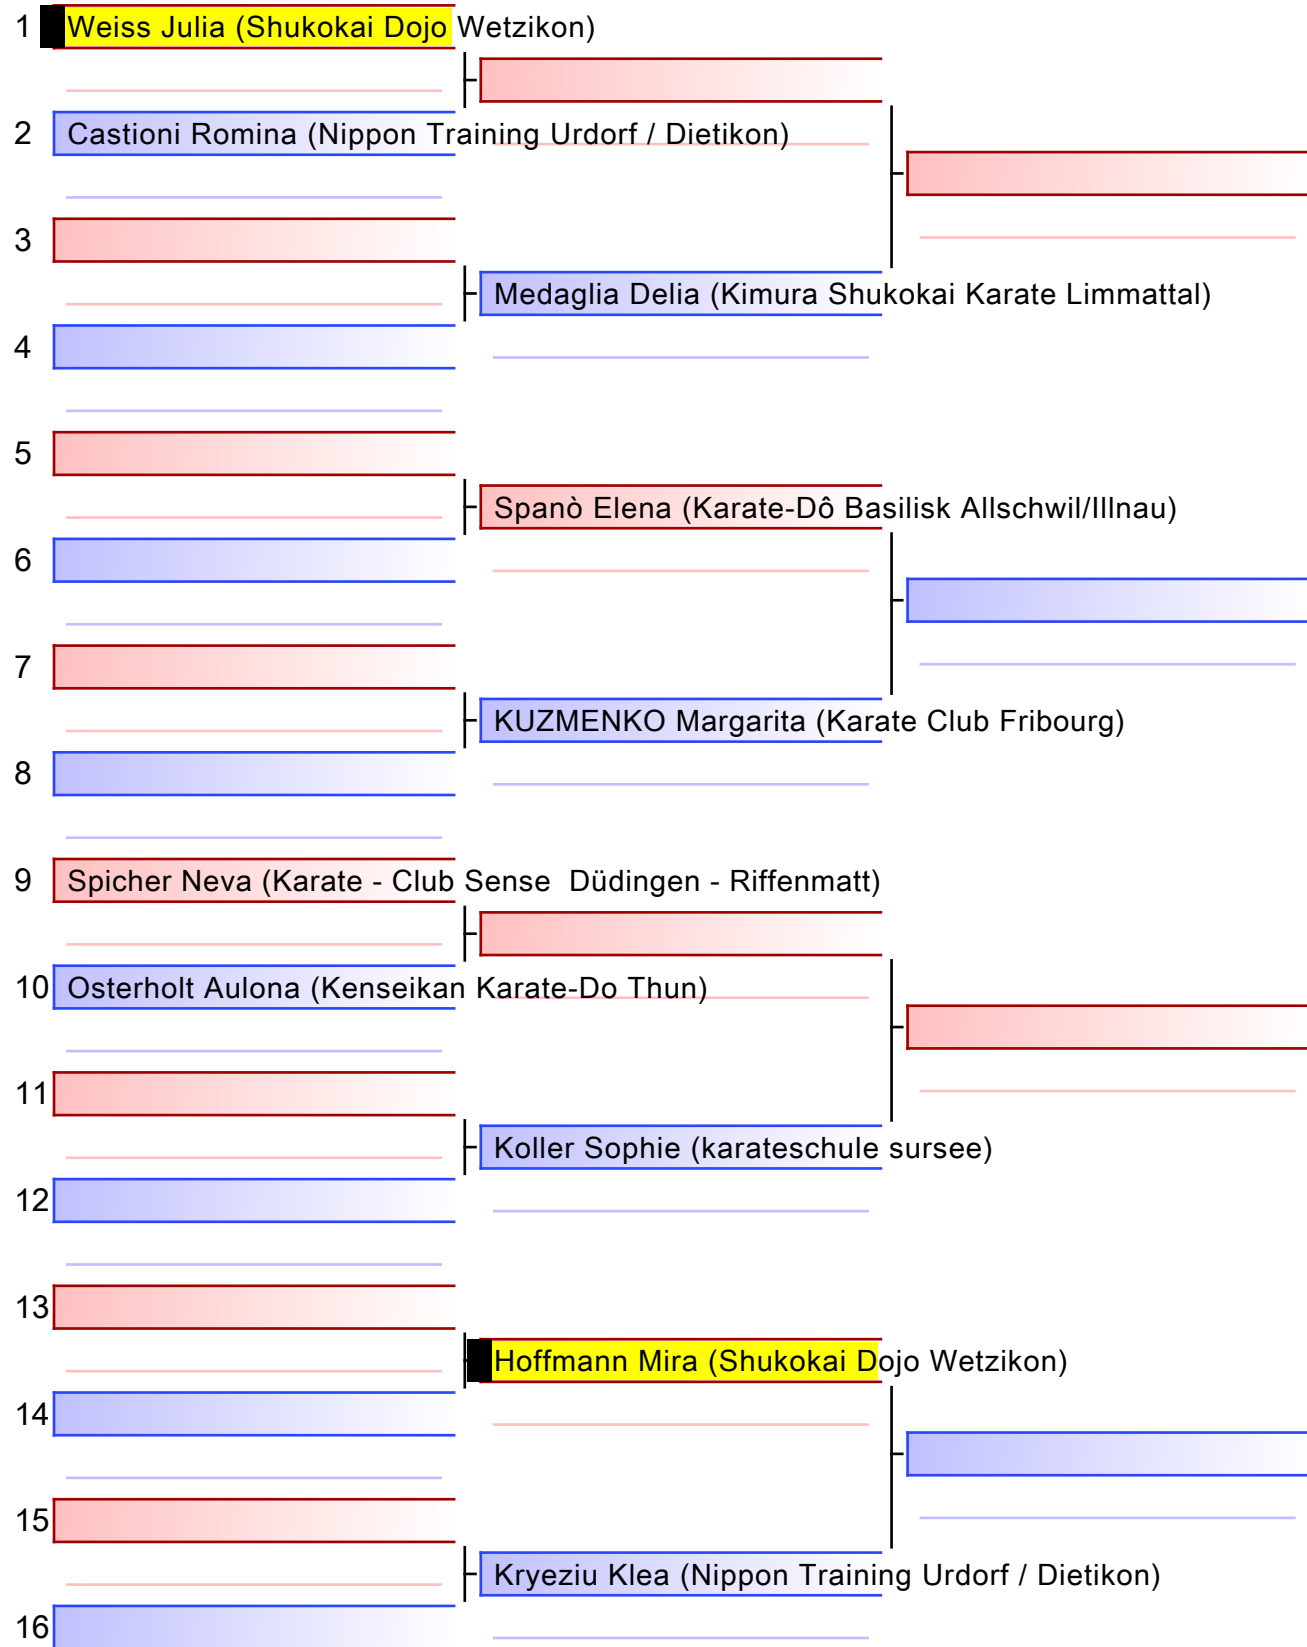 1 Weiss Julia (Shukokai Dojo Wetzikon)
2 Castioni Romina (Nippon Training Urdorf / Dietikon)
3
Medaglia Delia (Kimura Shukokai Karate Limmattal)
4
5
Spanò Elena (Karate-Dô Basilisk Allschwil/Illnau)
6
7
KUZMENKO Margarita (Karate Club Fribourg)
8
9 Spicher Neva (Karate - Club Sense  Düdingen - Riffenmatt)
10 Osterholt Aulona (Kenseikan Karate-Do Thun)
11
Koller Sophie (karateschule sursee)
12
13
Hoffmann Mira (Shukokai Dojo Wetzikon)
14
15
Kryeziu Klea (Nippon Training Urdorf / Dietikon)
16